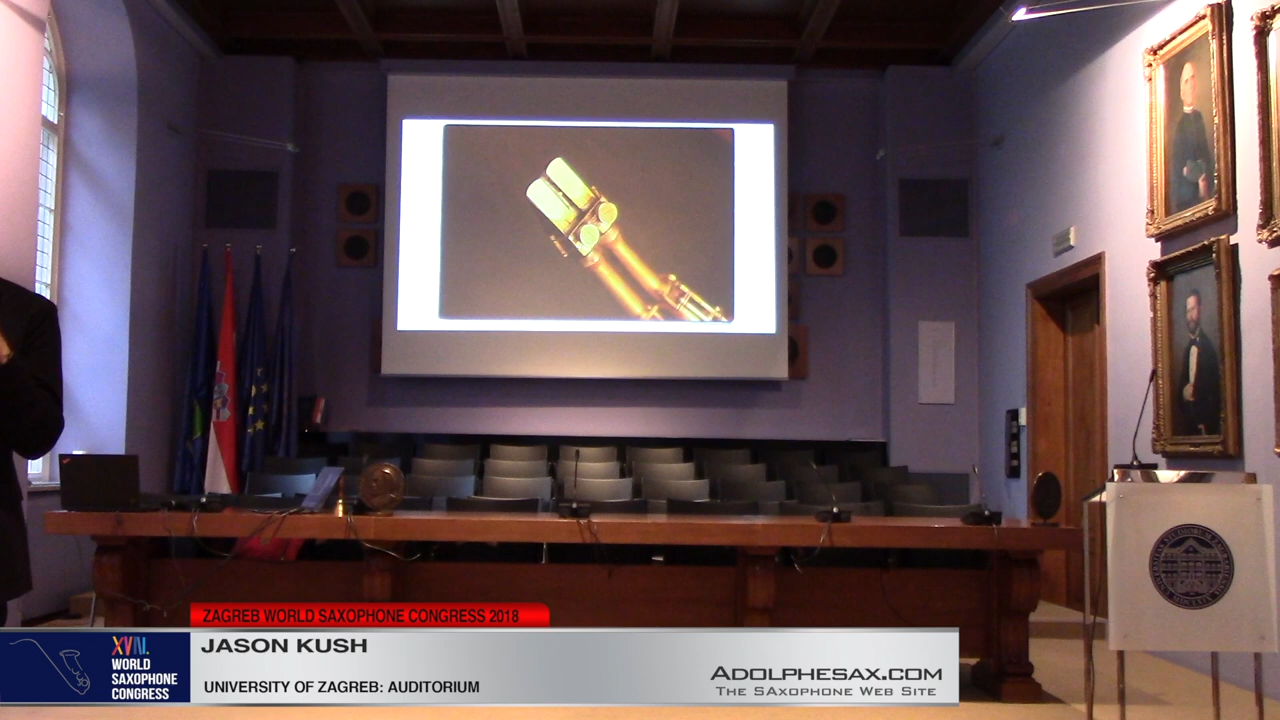 ZAGREB WORLD SAXOPHONE CONGRESS 2018
JASON KUSH
XVIII.
WORLD
SAXOPHONE
CONGRESS
UNIVERSITY OF ZAGREB: AUDITORIUM
ADOLPHESAX.COM
THE SAXOPHONE WEB SITE